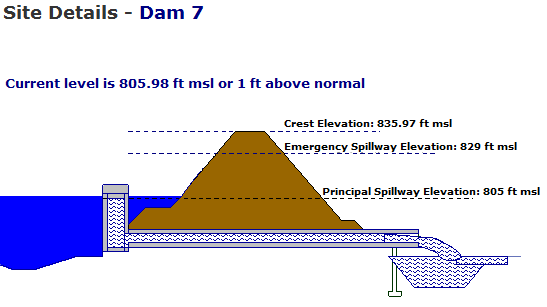 Site Details - Dam 7
Current level is 805.98 ft msl or 1 ft above normal
Crest Elevation: 835.97 ft msl
Emergency Spillway Elevation: 829 ft msl
Principal Spillway Elevation: 805 ft msl